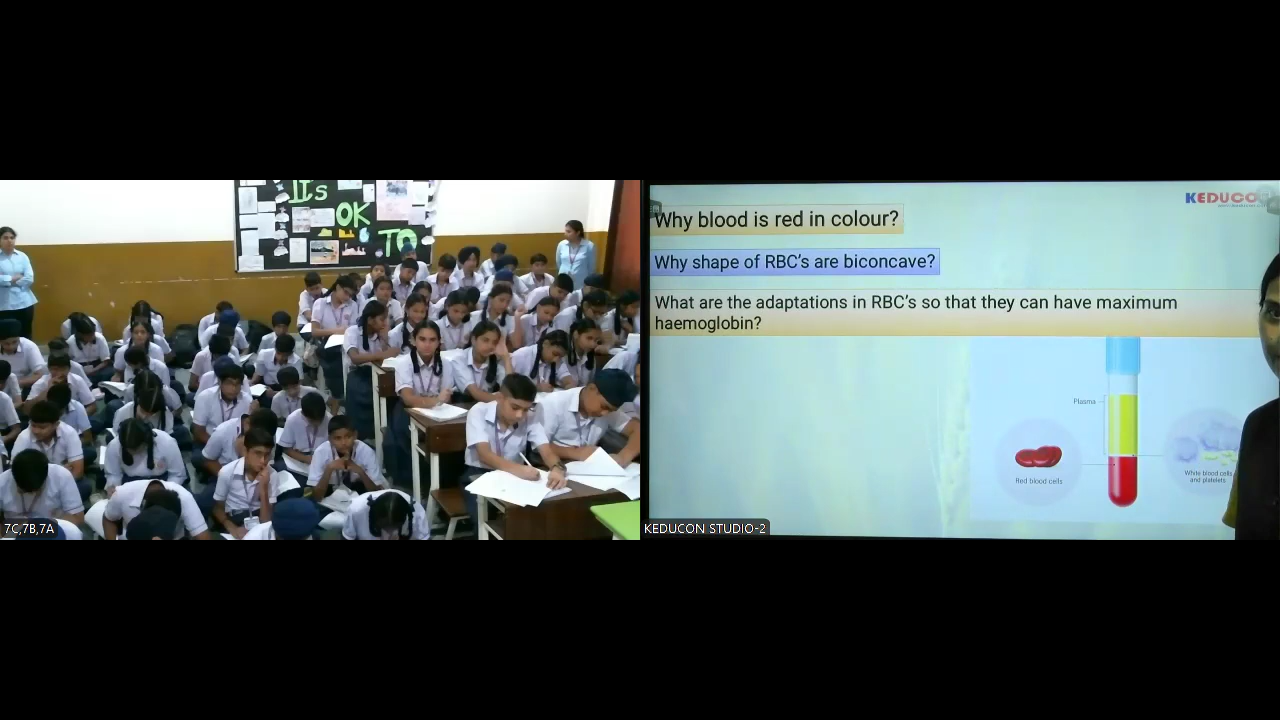 It's
OK
TO
7C,7B,7A
KEDUCON
Why blood is red in colour?
Why shape of RBC's are biconcave?
What are the adaptations in RBC's so that they can have maximum
haemoglobin?
Plasma
Red blood cells
White blood cells
and platelets
KEDUCON STUDIO-2